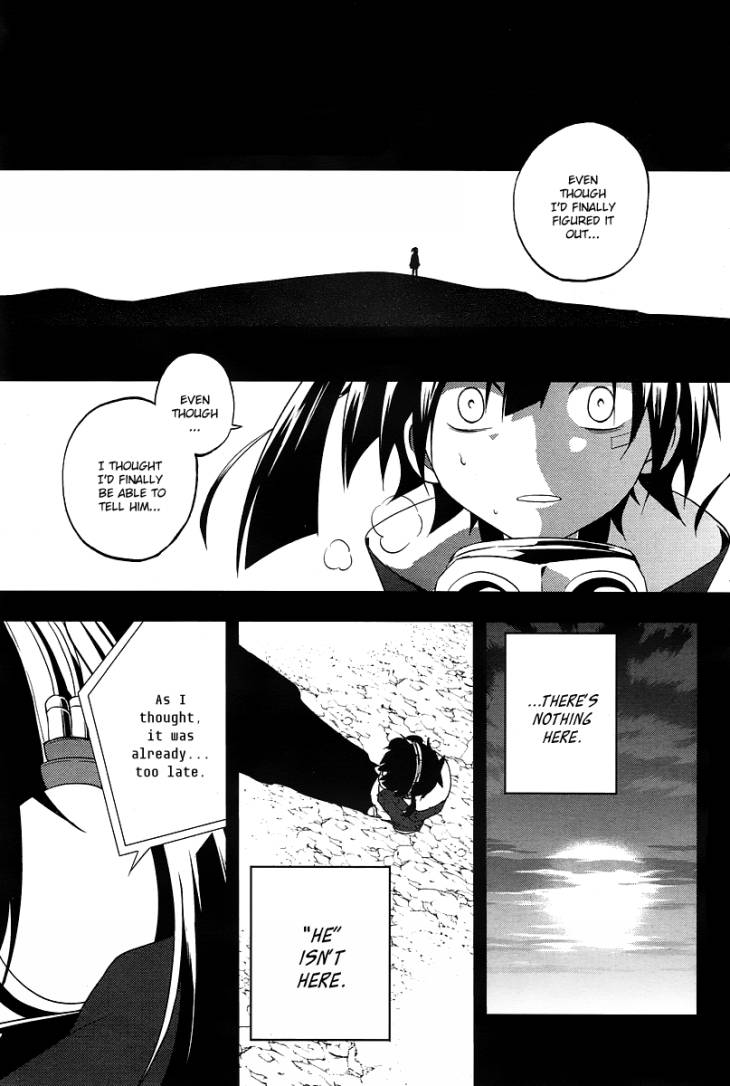 EVEN
THOUGH
I'D FINALLY
FIGURED IT
OUT...
EVEN
THOUGH
...
I THOUGHT
I'D FINALLY
BE ABLE TO
TELL HIM...
...THERE'S
NOTHING
HERE.
"HE"
ISN'T
HERE.
As I
thought,
it was
already...
too late.